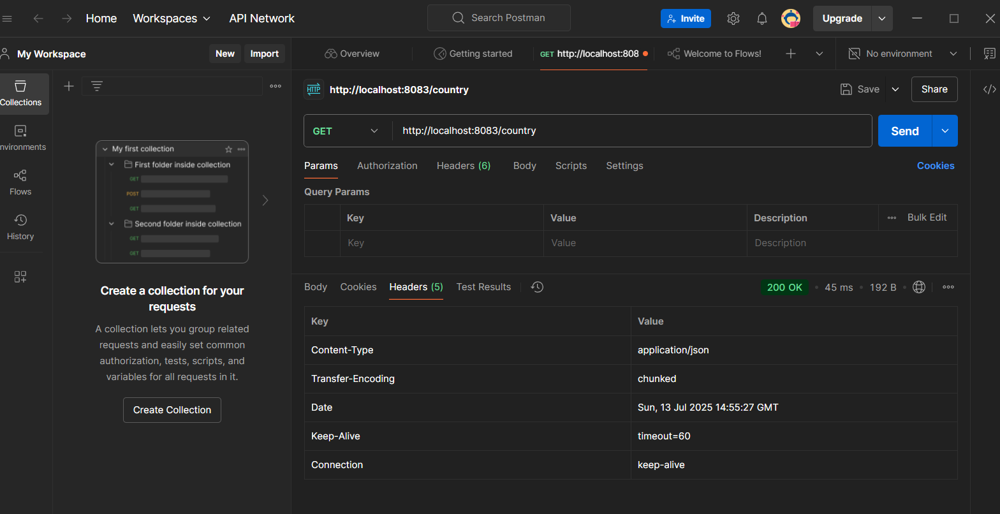 Home Workspaces API Network Search Postman Invite Upgrade
My Workspace New Import Overview Getting started GET http://localhost:808 Welcome to Flows! No environment
Collections
nvironments
Flows
History
My first collection
First folder inside collection
GET
POST
GET
Second folder inside collection
GET
GET
Create a collection for your
requests
A collection lets you group related
requests and easily set common
authorization, tests, scripts, and
variables for all requests in it.
Create Collection
HTTP http://localhost:8083/country Save Share
GET http://localhost:8083/country Send
Params Authorization Headers (6) Body Scripts Settings Cookies
Query Params
Key Value Description Bulk Edit
Key Value Description
Body Cookies Headers (5) Test Results 200 OK • 45 ms • 192 B •
Key Value
Content-Type application/json
Transfer-Encoding chunked
Date Sun, 13 Jul 2025 14:55:27 GMT
Keep-Alive timeout=60
Connection keep-alive